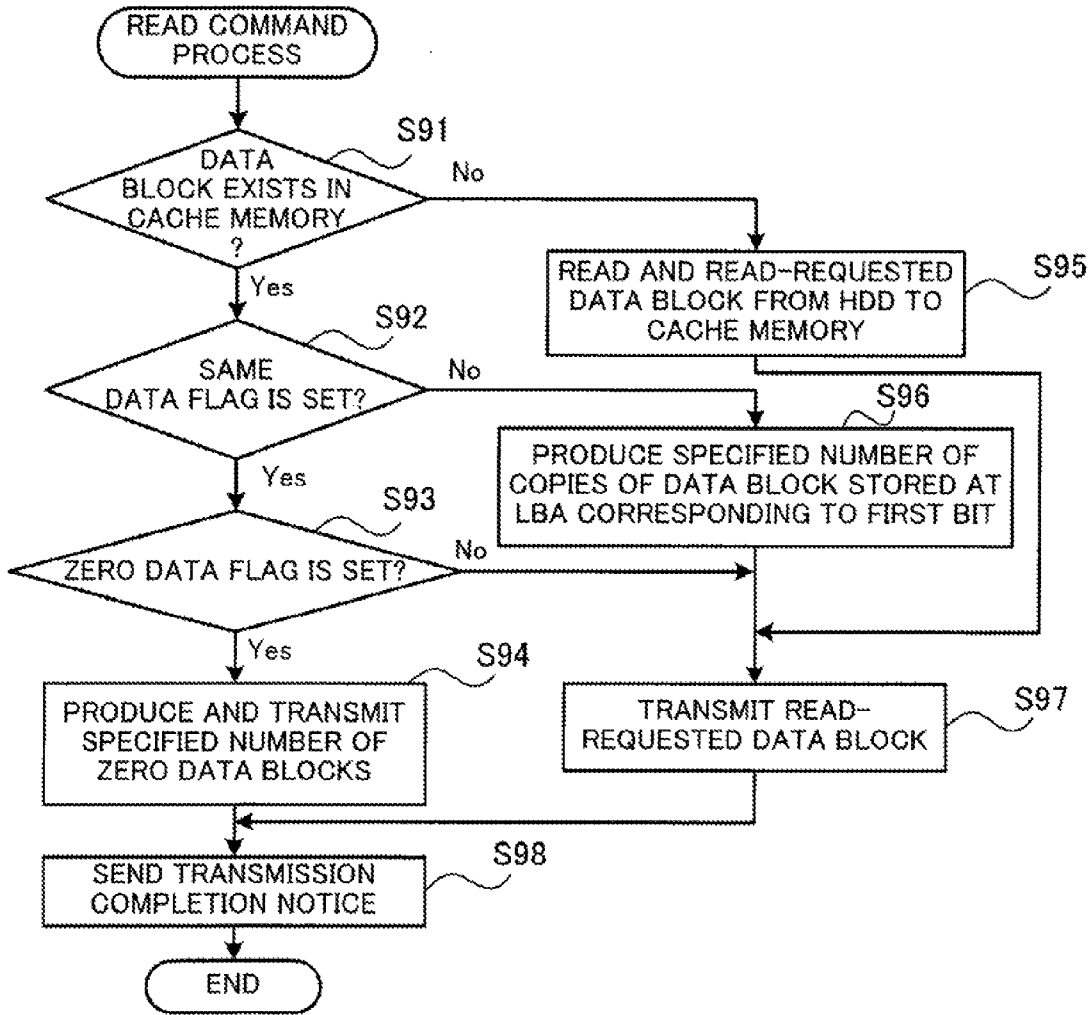 READ COMMAND
PROCESS
S91
DATA
BLOCK EXISTS IN
CACHE MEMORY
?
No
Yes
READ AND READ-REQUESTED
DATA BLOCK FROM HDD TO
CACHE MEMORY
S95
S92
SAME
DATA FLAG IS SET?
No
Yes
S96
PRODUCE SPECIFIED NUMBER OF
COPIES OF DATA BLOCK STORED AT
LBA CORRESPONDING TO FIRST BIT
S93
ZERO DATA FLAG IS SET?
No
Yes
S94
PRODUCE AND TRANSMIT
SPECIFIED NUMBER OF
ZERO DATA BLOCKS
TRANSMIT READ-
REQUESTED DATA BLOCK
S97
S98
SEND TRANSMISSION
COMPLETION NOTICE
END